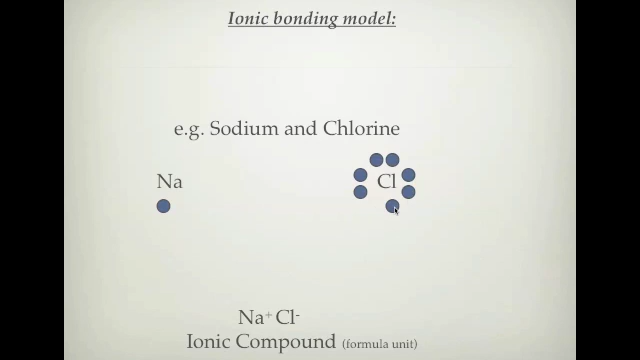 Ionic bonding model:
e.g. Sodium and Chlorine
Na Cl
Na⁺ Cl⁻
Ionic Compound (formula unit)